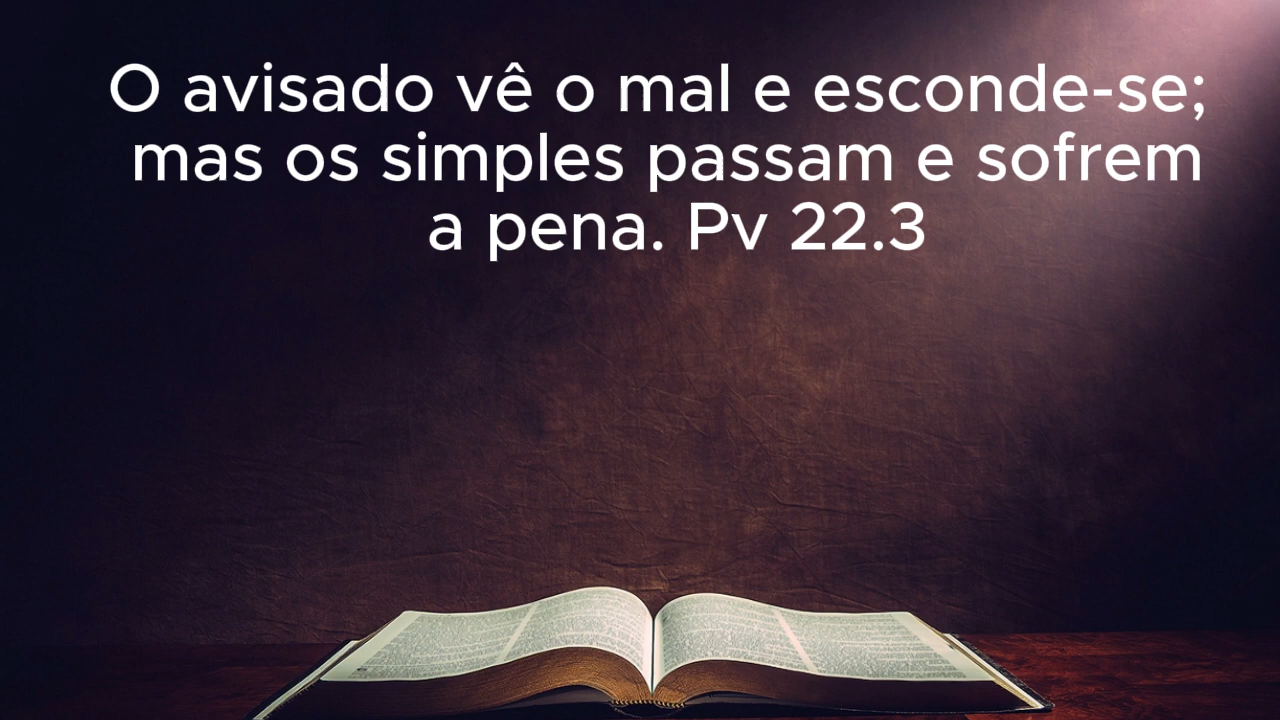 O avisado vê o mal e esconde-se;
mas os simples passam e sofrem
a pena. Pv 22.3